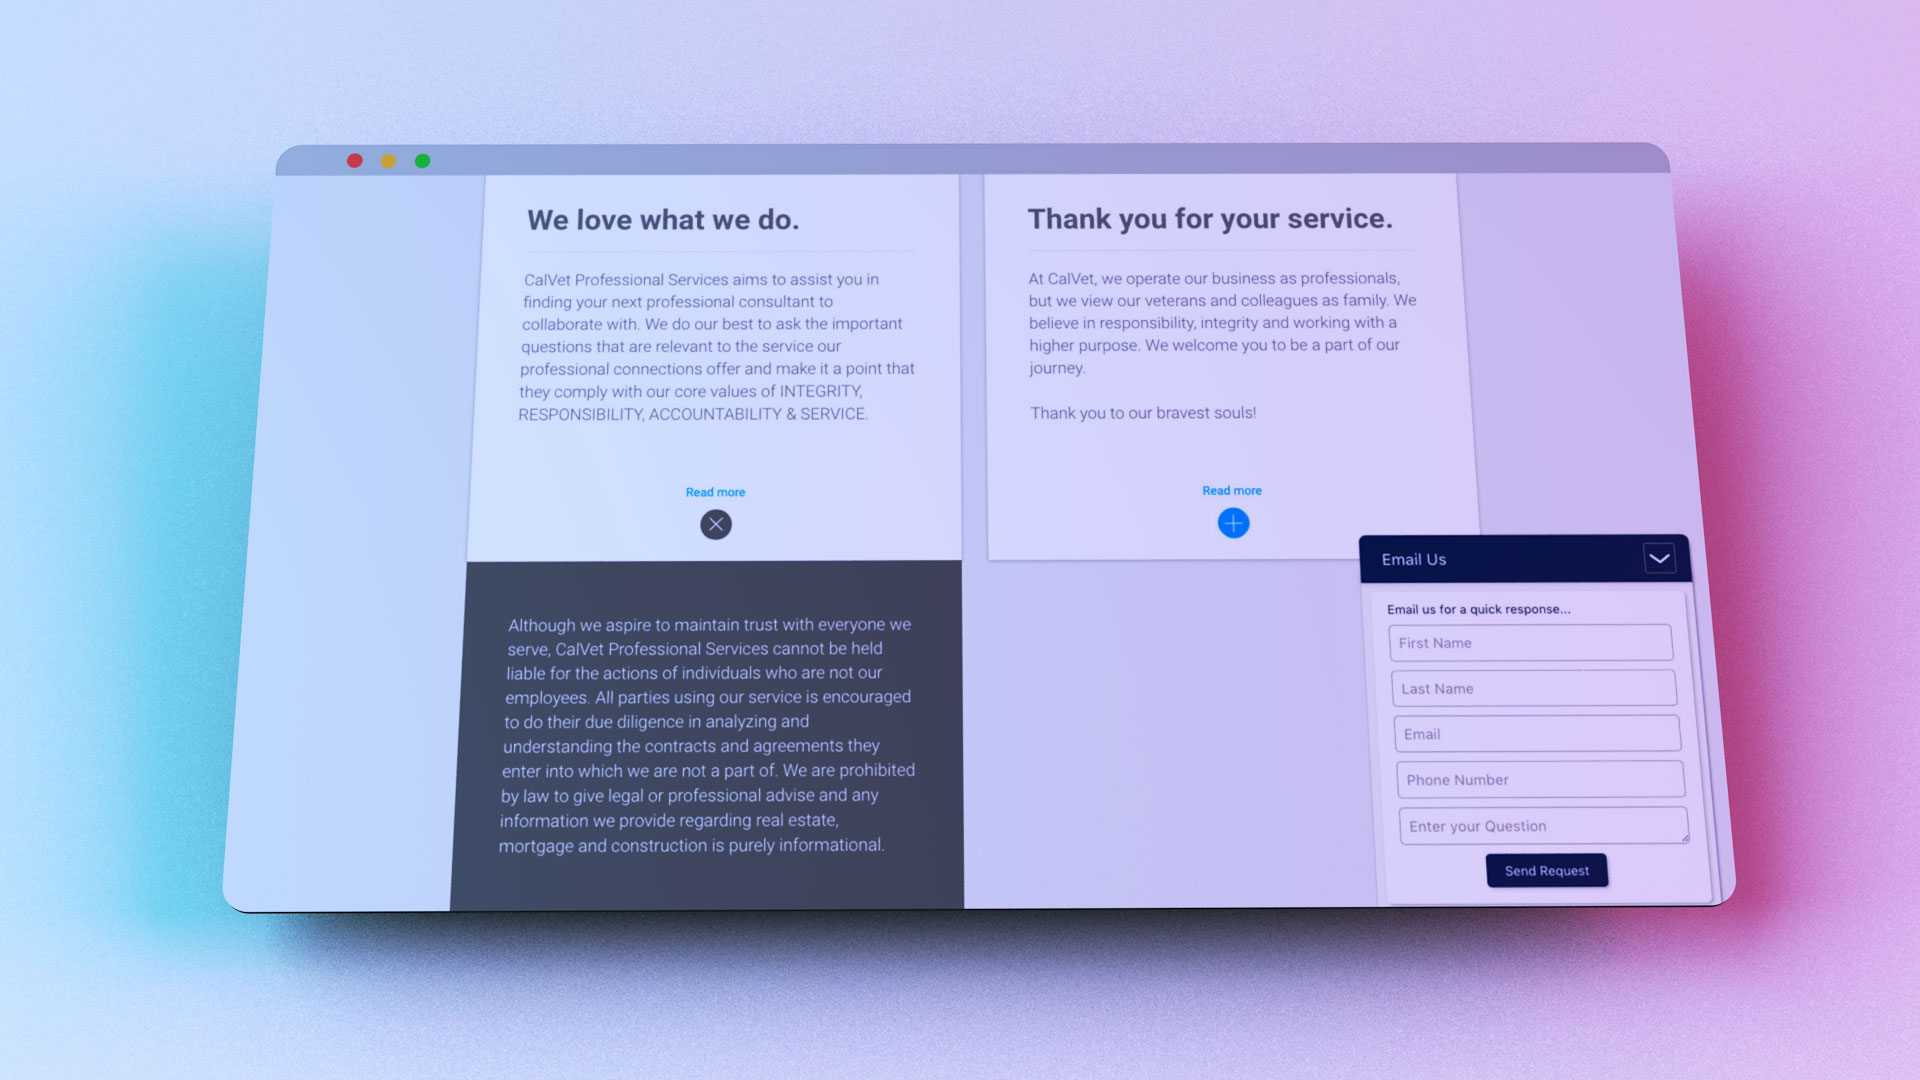 We love what we do.
CalVet Professional Services aims to assist you in
finding your next professional consultant to
collaborate with. We do our best to ask the important
questions that are relevant to the service our
professional connections offer and make it a point that
they comply with our core values of INTEGRITY,
RESPONSIBILITY, ACCOUNTABILITY & SERVICE.
Read more
Although we aspire to maintain trust with everyone we
serve, CalVet Professional Services cannot be held
liable for the actions of individuals who are not our
employees. All parties using our service is encouraged
to do their due diligence in analyzing and
understanding the contracts and agreements they
enter into which we are not a part of. We are prohibited
by law to give legal or professional advise and any
information we provide regarding real estate,
mortgage and construction is purely informational.
Thank you for your service.
At CalVet, we operate our business as professionals,
but we view our veterans and colleagues as family. We
believe in responsibility, integrity and working with a
higher purpose. We welcome you to be a part of our
journey.
Thank you to our bravest souls!
Read more
Email Us
Email us for a quick response...
First Name
Last Name
Email
Phone Number
Enter your Question
Send Request